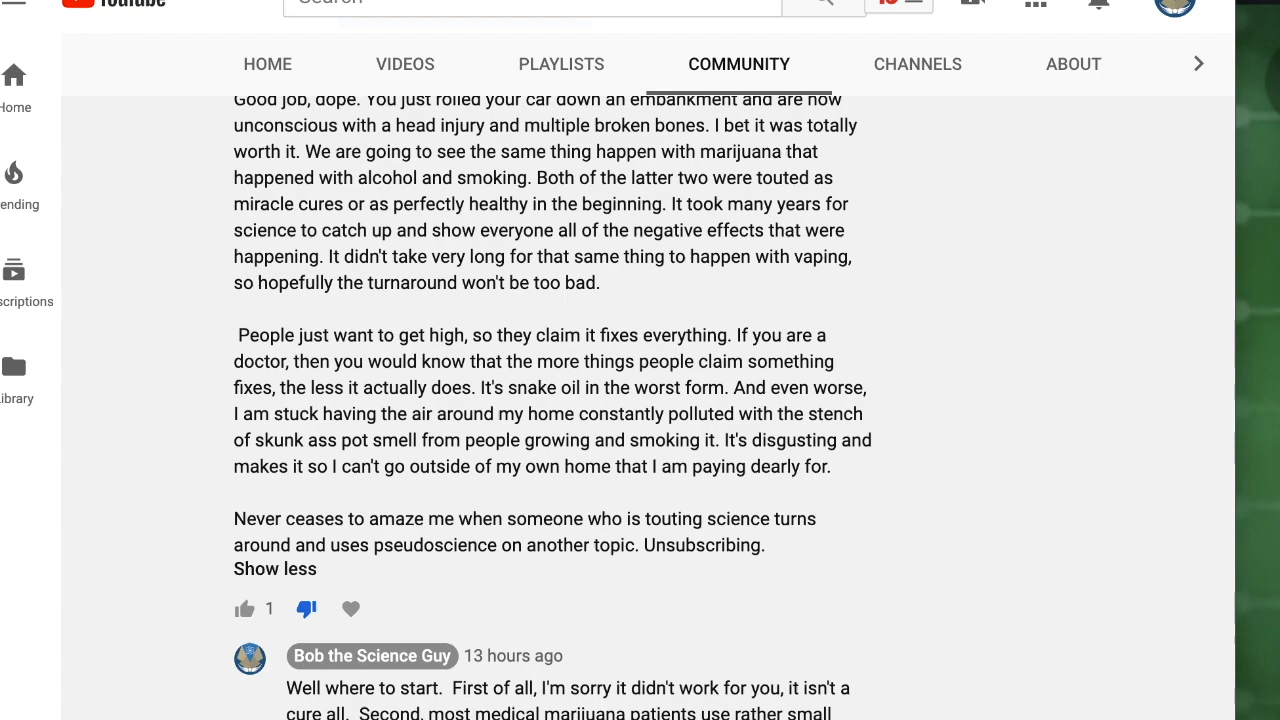 YouTube
Search
HOME
VIDEOS
PLAYLISTS
COMMUNITY
CHANNELS
ABOUT
Home
ending
scriptions
ibrary
Good job, dope. You just rolled your car down an embankment and are now
unconscious with a head injury and multiple broken bones. I bet it was totally
worth it. We are going to see the same thing happen with marijuana that
happened with alcohol and smoking. Both of the latter two were touted as
miracle cures or as perfectly healthy in the beginning. It took many years for
science to catch up and show everyone all of the negative effects that were
happening. It didn't take very long for that same thing to happen with vaping,
so hopefully the turnaround won't be too bad.
People just want to get high, so they claim it fixes everything. If you are a
doctor, then you would know that the more things people claim something
fixes, the less it actually does. It's snake oil in the worst form. And even worse,
I am stuck having the air around my home constantly polluted with the stench
of skunk ass pot smell from people growing and smoking it. It's disgusting and
makes it so I can't go outside of my own home that I am paying dearly for.
Never ceases to amaze me when someone who is touting science turns
around and uses pseudoscience on another topic. Unsubscribing.
Show less
1
Bob the Science Guy 13 hours ago
Well where to start. First of all, I'm sorry it didn't work for you, it isn't a
cure all. Second, most medical marijuana patients use rather small